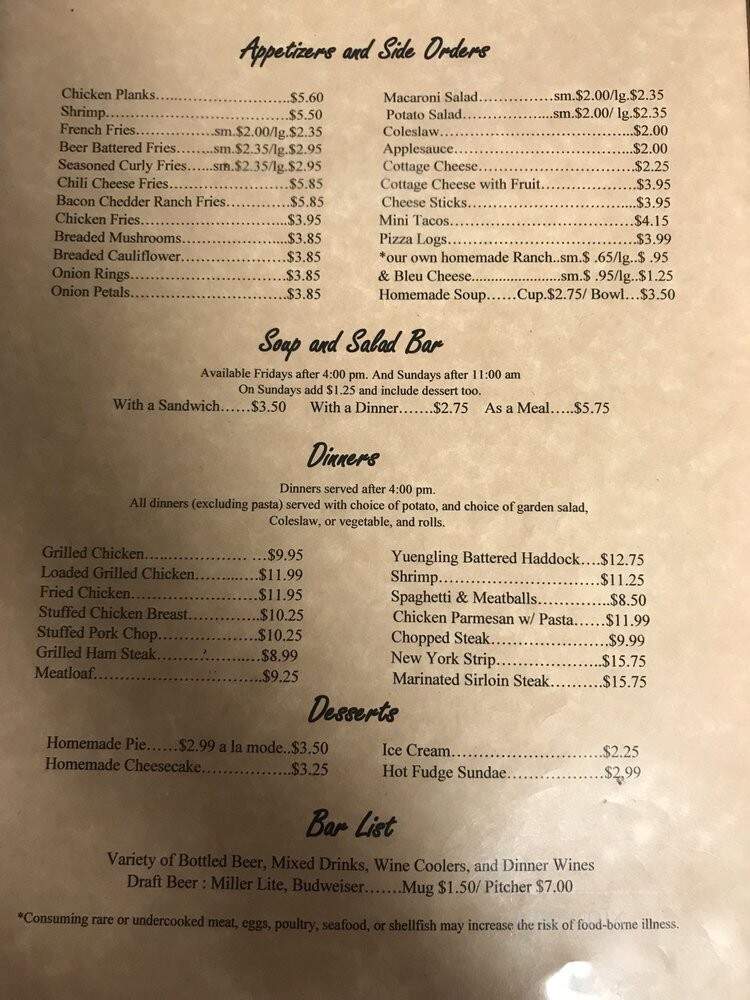 Appetizers and Side Orders
Chicken Planks........................$5.60
Shrimp.................................$5.50
French Fries..............sm.$2.00/lg.$2.35
Beer Battered Fries.......sm.$2.35/lg.$2.95
Seasoned Curly Fries......sm.$2.35/lg.$2.95
Chili Cheese Fries.....................$5.85
Bacon Chedder Ranch Fries............$5.85
Chicken Fries..........................$3.95
Breaded Mushrooms...................$3.85
Breaded Cauliflower...................$3.85
Onion Rings............................$3.85
Onion Petals............................$3.85
Macaroni Salad..............sm.$2.00/lg.$2.35
Potato Salad.................sm.$2.00/ lg.$2.35
Coleslaw...................................$2.00
Applesauce................................$2.00
Cottage Cheese............................$2.25
Cottage Cheese with Fruit................$3.95
Cheese Sticks..............................$3.95
Mini Tacos.................................$4.15
Pizza Logs..................................$3.99
*our own homemade Ranch..sm.$ .65/lg..$ .95
& Bleu Cheese.........................sm.$ .95/lg..$1.25
Homemade Soup......Cup.$2.75/ Bowl...$3.50
Soup and Salad Bar
Available Fridays after 4:00 pm. And Sundays after 11:00 am
On Sundays add $1.25 and include dessert too.
With a Sandwich......$3.50 With a Dinner.......$2.75 As a Meal.....$5.75
Dinners
Dinners served after 4:00 pm.
All dinners (excluding pasta) served with choice of potato, and choice of garden salad,
Coleslaw, or vegetable, and rolls.
Grilled Chicken.................... ...$9.95
Loaded Grilled Chicken............$11.99
Fried Chicken.........................$11.95
Stuffed Chicken Breast..............$10.25
Stuffed Pork Chop...................$10.25
Grilled Ham Steak....................$8.99
Meatloaf.................................$9.25
Yuengling Battered Haddock....$12.75
Shrimp..............................$11.25
Spaghetti & Meatballs.............$8.50
Chicken Parmesan w/ Pasta......$11.99
Chopped Steak.....................$9.99
New York Strip....................$15.75
Marinated Sirloin Steak..........$15.75
Desserts
Homemade Pie......$2.99 a la mode..$3.50
Homemade Cheesecake.................$3.25
Ice Cream............................$2.25
Hot Fudge Sundae..................$2.99
Bar List
Variety of Bottled Beer, Mixed Drinks, Wine Coolers, and Dinner Wines
Draft Beer : Miller Lite, Budweiser.......Mug $1.50/ Pitcher $7.00
*Consuming rare or undercooked meat, eggs, poultry, seafood, or shellfish may increase the risk of food-borne illness.